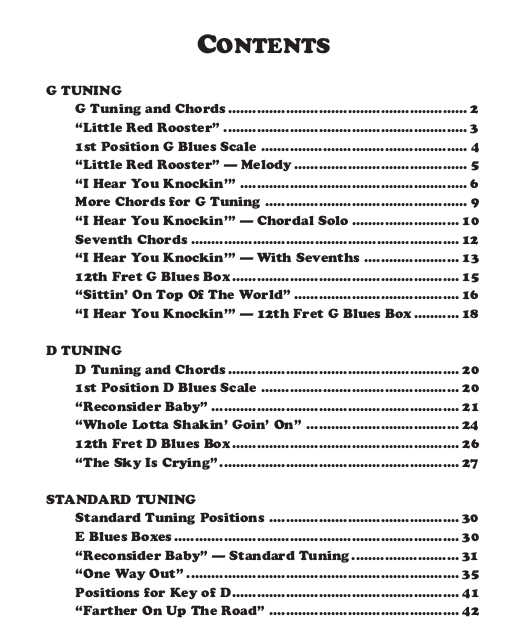 CONTENTS
G TUNING
G Tuning and Chords ........ 2
“Little Red Rooster” ........ 3
1st Position G Blues Scale ........ 4
“Little Red Rooster” — Melody ........ 5
“I Hear You Knockin’” ........ 6
More Chords for G Tuning ........ 9
“I Hear You Knockin’” — Chordal Solo ........ 10
Seventh Chords ........ 12
“I Hear You Knockin’” — With Sevenths ........ 13
12th Fret G Blues Box ........ 15
“Sittin’ On Top Of The World” ........ 16
“I Hear You Knockin’” — 12th Fret G Blues Box ........ 18
D TUNING
D Tuning and Chords ........ 20
1st Position D Blues Scale ........ 20
“Reconsider Baby” ........ 21
“Whole Lotta Shakin’ Goin’ On” ........ 24
12th Fret D Blues Box ........ 26
“The Sky Is Crying” ........ 27
STANDARD TUNING
Standard Tuning Positions ........ 30
E Blues Boxes ........ 30
“Reconsider Baby” — Standard Tuning ........ 31
“One Way Out” ........ 35
Positions for Key of D ........ 41
“Farther On Up The Road” ........ 42